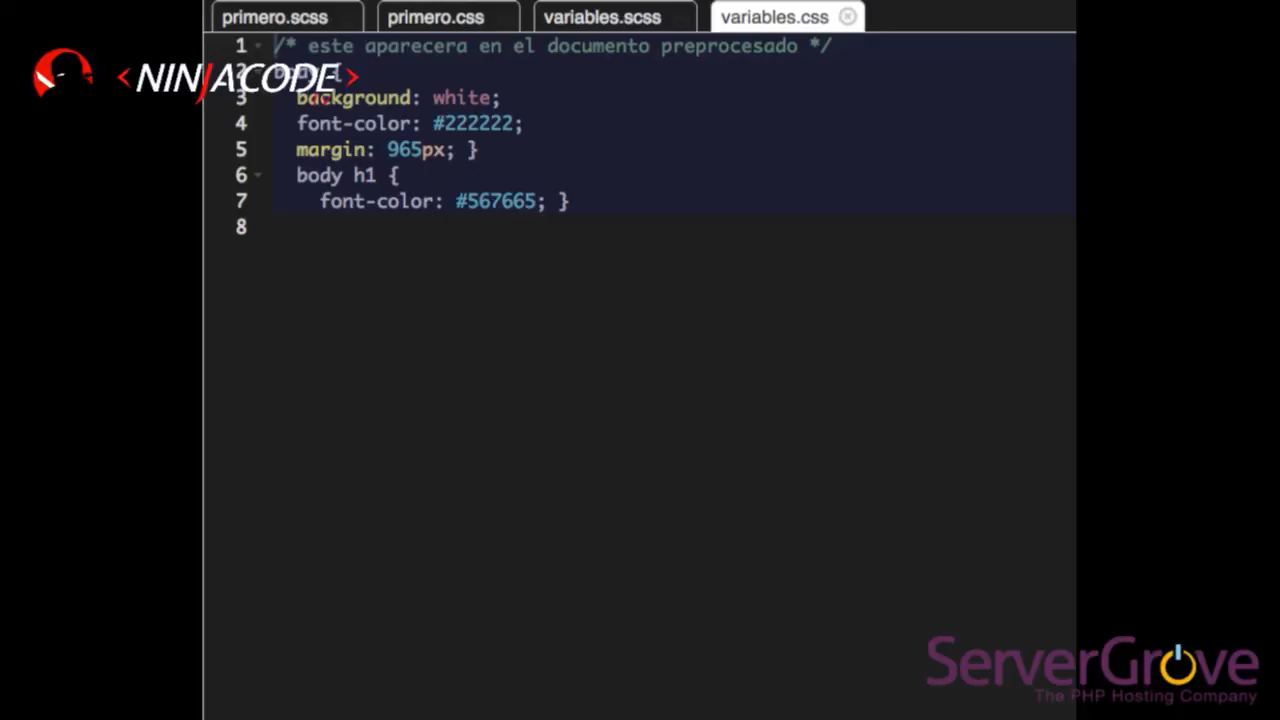 primero.scss primero.css variables.scss variables.css
1 /* este aparecera en el documento preprocesado */
2 body {
<NINJACODE>
3 background: white;
4 font-color: #222222;
5 margin: 965px; }
6 body h1 {
7 font-color: #567665; }
8
ServerGrove
The PHP Hosting Company